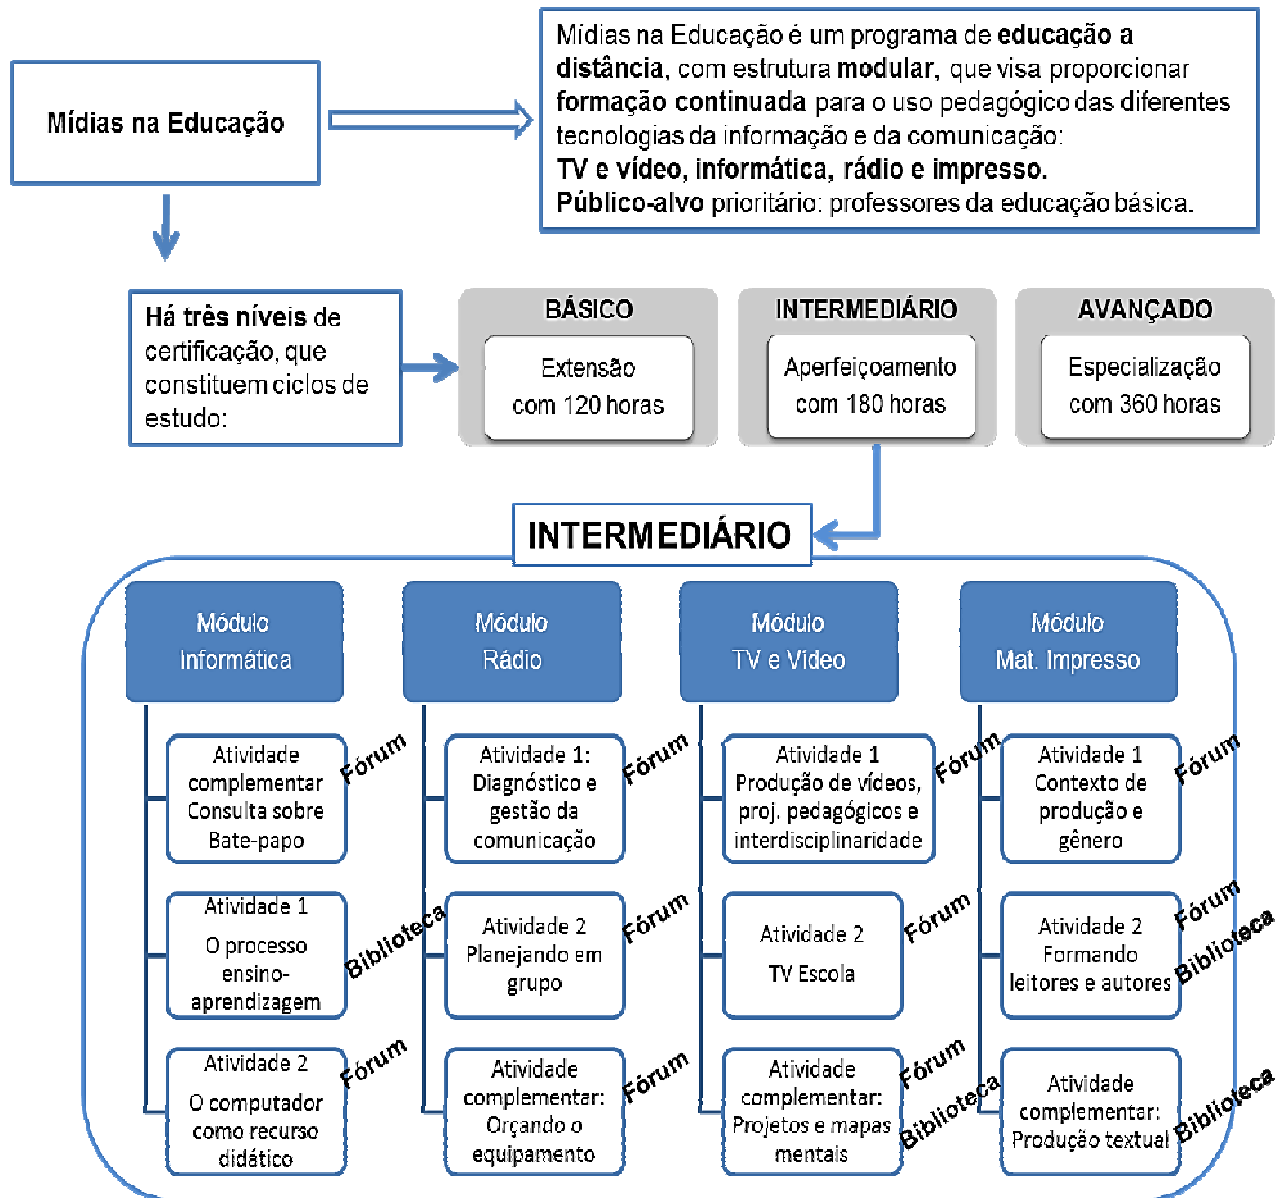 Mídias na Educação
Mídias na Educação é um programa de educação a
distância, com estrutura modular, que visa proporcionar
formação continuada para o uso pedagógico das diferentes
tecnologias da informação e da comunicação:
TV e vídeo, informática, rádio e impresso.
Público-alvo prioritário: professores da educação básica.
Há três níveis de
certificação, que
constituem ciclos de
estudo:
BÁSICO
Extensão
com 120 horas
INTERMEDIÁRIO
Aperfeiçoamento
com 180 horas
AVANÇADO
Especialização
com 360 horas
INTERMEDIÁRIO
Módulo
Informática
Atividade
complementar
Consulta sobre
Bate-papo
Fórum
Atividade 1
O processo
ensino-
aprendizagem
Biblioteca
Atividade 2
O computador
como recurso
didático
Fórum
Módulo
Rádio
Atividade 1:
Diagnóstico e
gestão da
comunicação
Fórum
Atividade 2
Planejando em
grupo
Fórum
Atividade
complementar:
Orçando o
equipamento
Fórum
Módulo
TV e Vídeo
Atividade 1
Produção de vídeos,
proj. pedagógicos e
interdisciplinaridade
Fórum
Atividade 2
TV Escola
Fórum
Atividade
complementar:
Projetos e mapas
mentais
Fórum
Biblioteca
Módulo
Mat. Impresso
Atividade 1
Contexto de
produção e
gênero
Fórum
Atividade 2
Formando
leitores e autores
Fórum
Biblioteca
Atividade
complementar:
Produção textual
Biblioteca